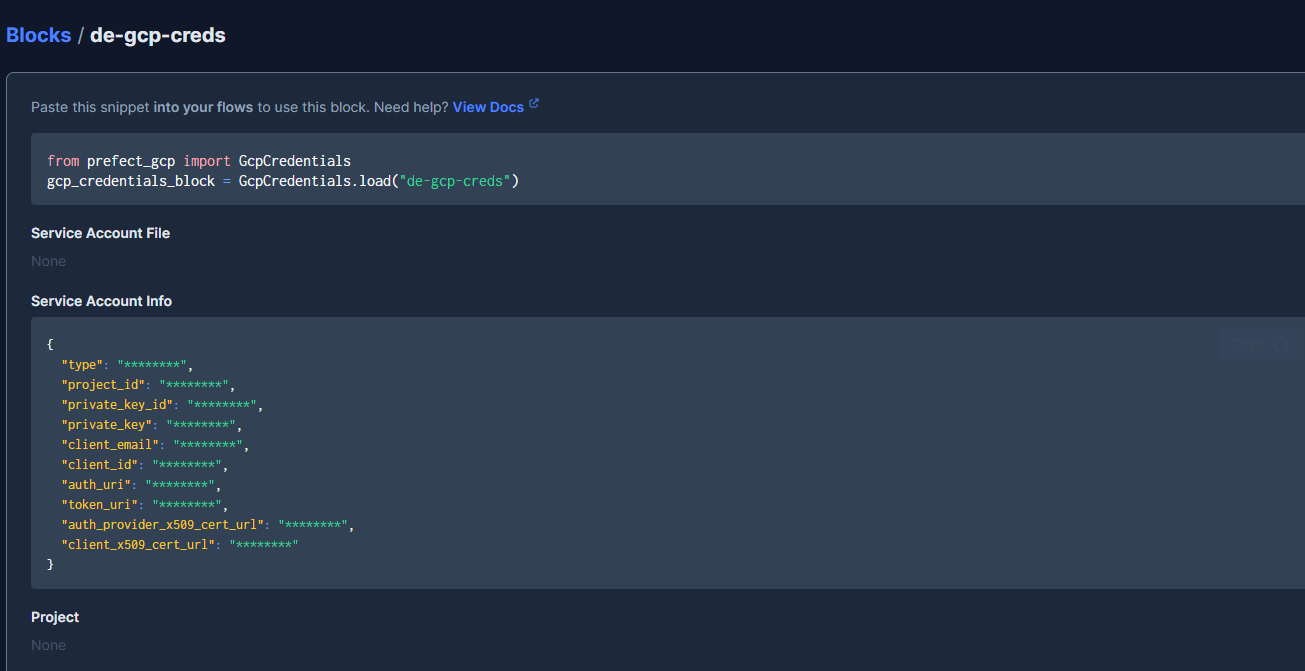 Blocks / de-gcp-creds
Paste this snippet into your flows to use this block. Need help? View Docs
from prefect_gcp import GcpCredentials
gcp_credentials_block = GcpCredentials.load("de-gcp-creds")
Service Account File
None
Service Account Info
Copy
{
"type": "********",
"project_id": "********",
"private_key_id": "********",
"private_key": "********",
"client_email": "********",
"client_id": "********",
"auth_uri": "********",
"token_uri": "********",
"auth_provider_x509_cert_url": "********",
"client_x509_cert_url": "********"
}
Project
None